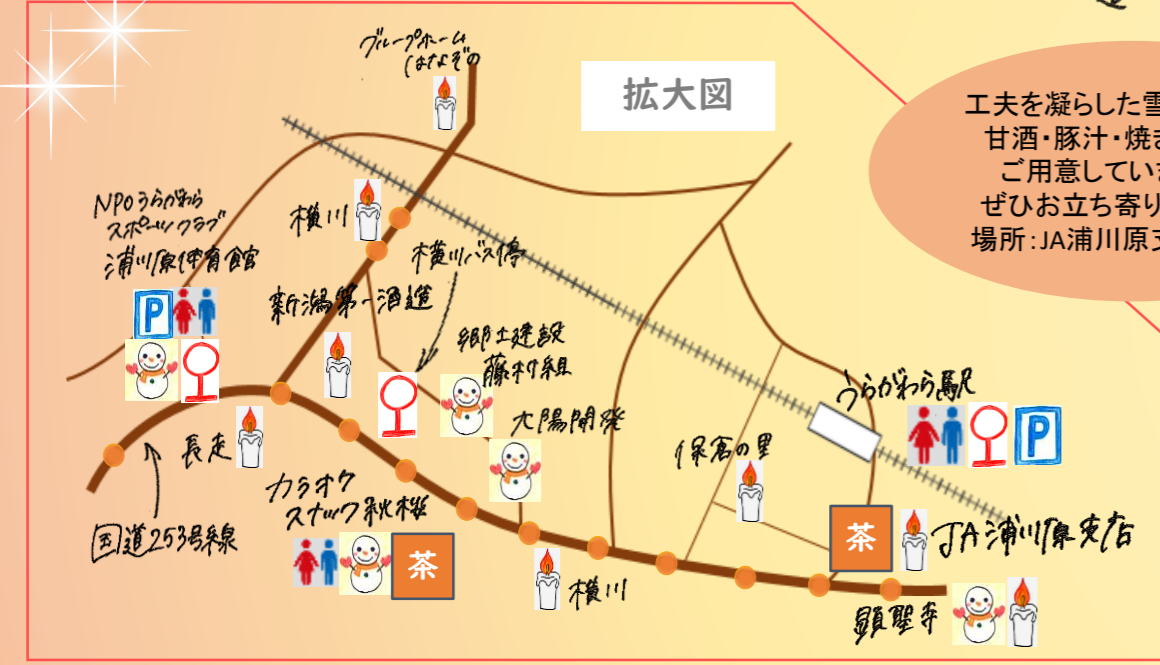 グループホーム
はなぞの
拡大図
工夫を凝らした雪
甘酒・豚汁・焼き
ご用意していま
ぜひお立ち寄り
場所：JA浦川原支
NPOうらがわら
スポーツクラブ
浦川原体育館
P
横川
横川バス停
新潟第一酒造
郷土建設
藤村組
大陽開発
うらがわら駅
P
保倉の里
長走
カラオケ
スナック秋桜
茶
国道253号線
横川
茶
JA浦川原支店
顕聖寺